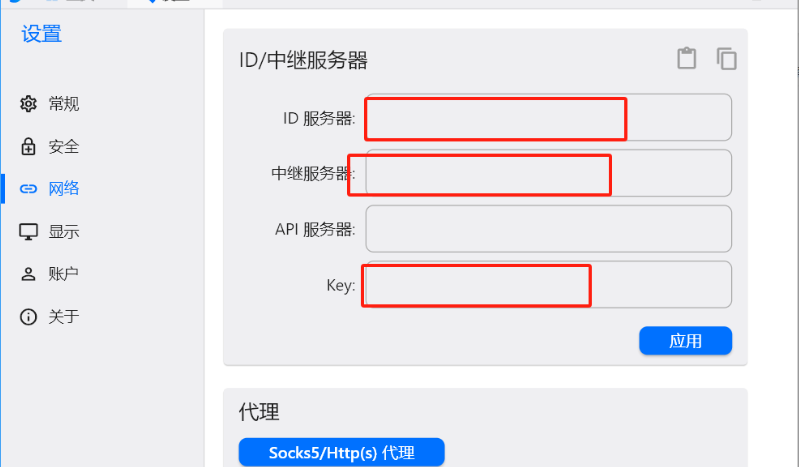 设置
ID/中继服务器
常规
ID 服务器:
安全
中继服务器:
网络
API 服务器:
显示
账户
Key:
关于
应用
代理
Socks5/Http(s) 代理